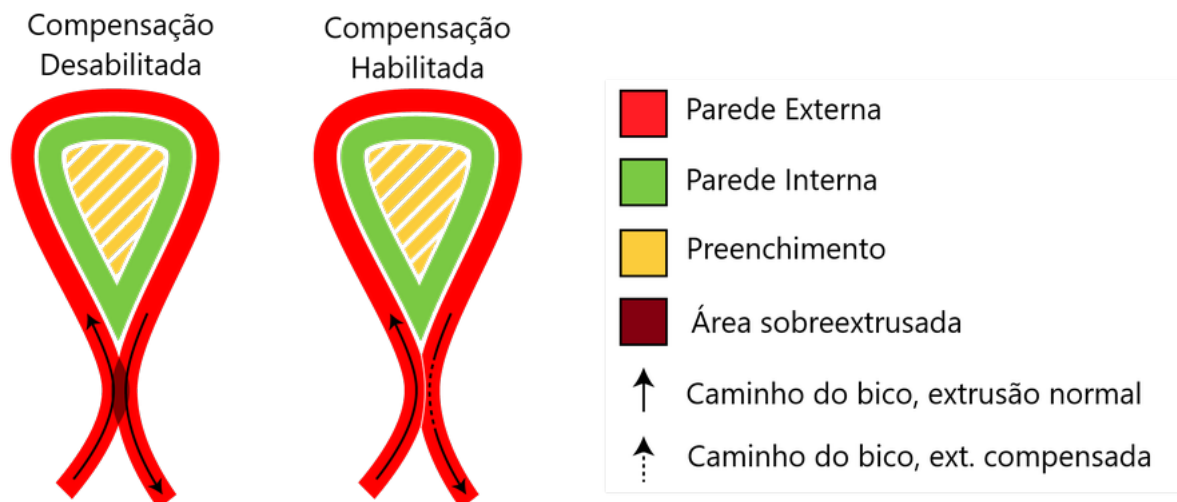 Compensação
Desabilitada
Compensação
Habilitada
Parede Externa
Parede Interna
Preenchimento
Área sobreextrusada
Caminho do bico, extrusão normal
Caminho do bico, ext. compensada